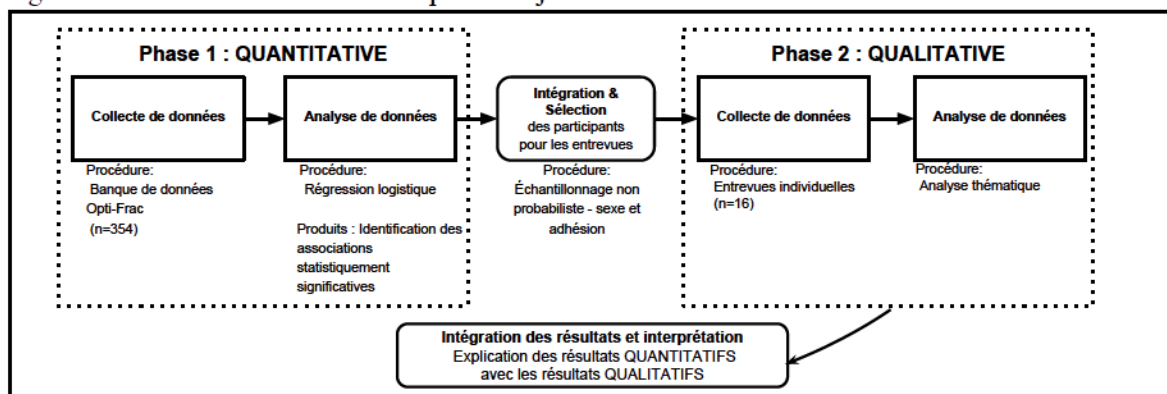 Phase 1 : QUANTITATIVE
Collecte de données
Procédure:
Banque de données
Opti-Frac
(n=354)
Analyse de données
Procédure:
Régression logistique
Produits : Identification des
associations
statistiquement
significatives
Intégration &
Sélection
des participants
pour les entrevues
Procédure:
Échantillonnage non
probabiliste - sexe et
adhésion
Phase 2 : QUALITATIVE
Collecte de données
Procédure:
Entrevues individuelles
(n=16)
Analyse de données
Procédure:
Analyse thématique
Intégration des résultats et interprétation
Explication des résultats QUANTITATIFS
avec les résultats QUALITATIFS